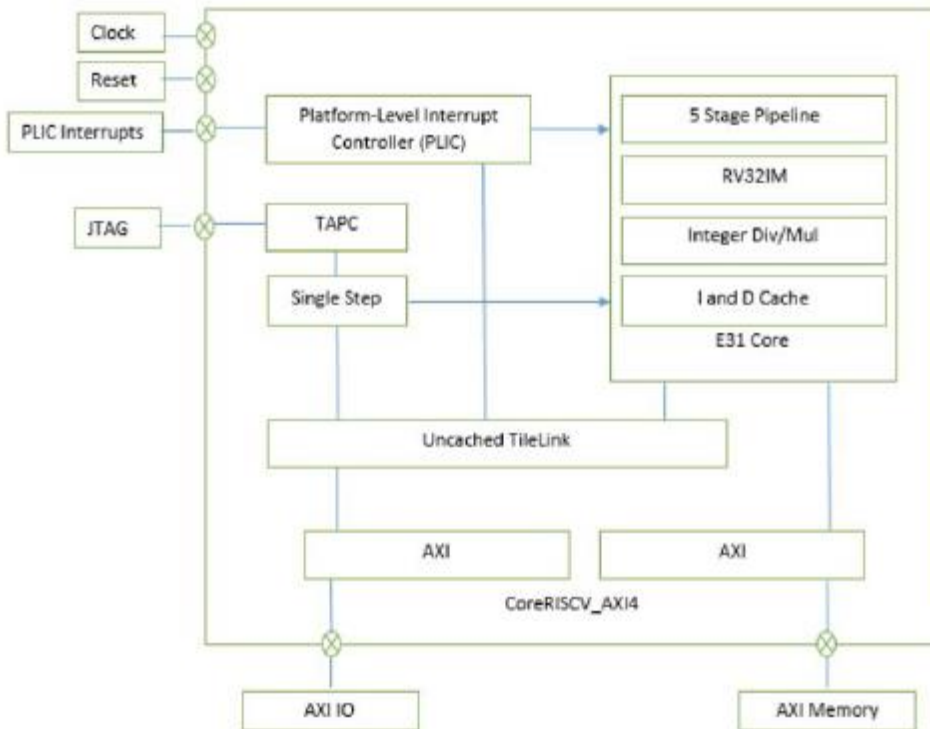 Clock
Reset
PLIC Interrupts
Platform-Level Interrupt
Controller (PLIC)
5 Stage Pipeline
RV32IM
JTAG
TAPC
Integer Div/Mul
Single Step
I and D Cache
E31 Core
Uncached TileLink
AXI
AXI
CoreRISCV_AXI4
AXI IO
AXI Memory